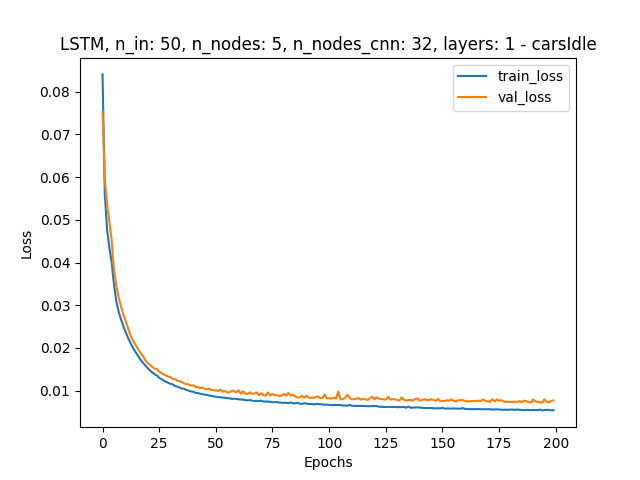 LSTM, n_in: 50, n_nodes: 5, n_nodes_cnn: 32, layers: 1 - carsIdle
train_loss
val_loss
0.08
0.07
0.06
0.05
0.04
0.03
0.02
0.01
Loss
0 25 50 75 100 125 150 175 200
Epochs